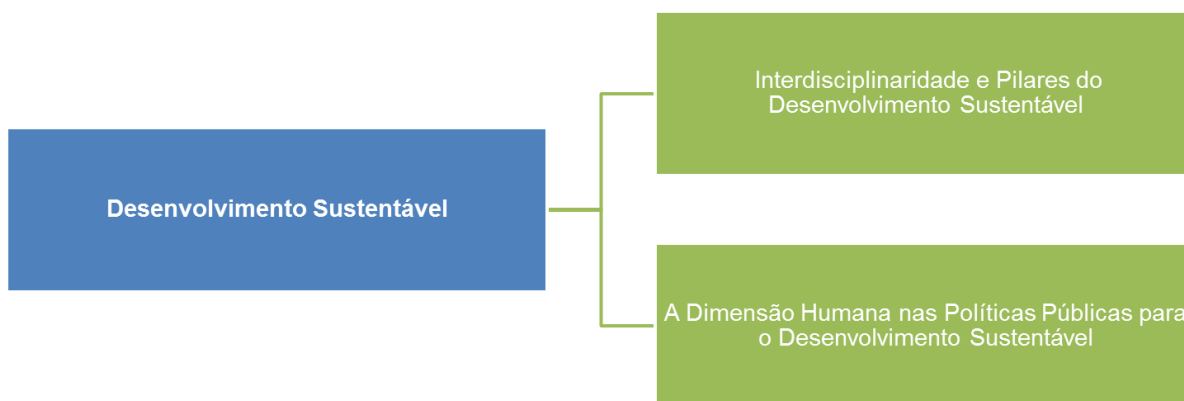 Interdisciplinaridade e Pilares do
Desenvolvimento Sustentável
Desenvolvimento Sustentável
A Dimensão Humana nas Políticas Públicas para
o Desenvolvimento Sustentável